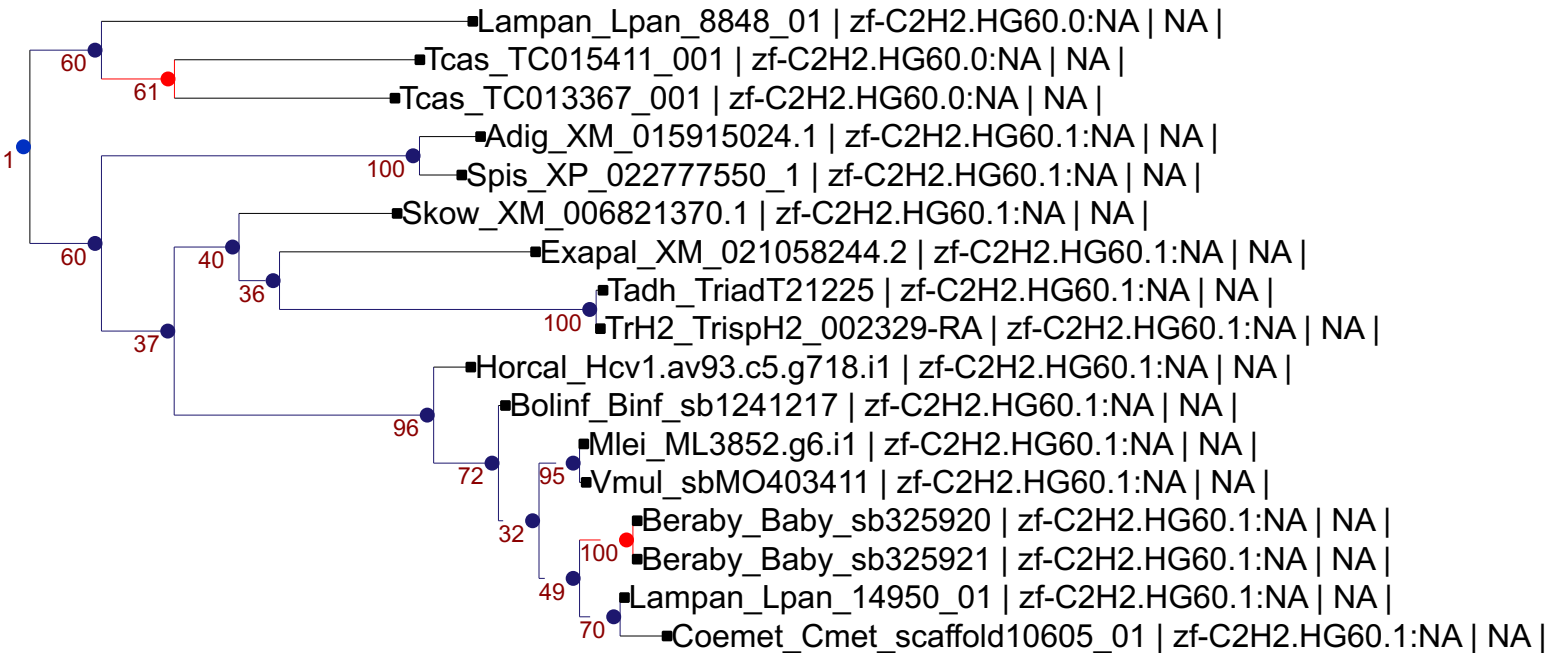 Lampan_Lpan_8848_01 | zf-C2H2.HG60.0:NA | NA |
60
Tcas_TC015411_001 | zf-C2H2.HG60.0:NA | NA |
61
Tcas_TC013367_001 | zf-C2H2.HG60.0:NA | NA |
Adig_XM_015915024.1 | zf-C2H2.HG60.1:NA | NA |
1
100
Spis_XP_022777550_1 | zf-C2H2.HG60.1:NA | NA |
Skow_XM_006821370.1 | zf-C2H2.HG60.1:NA | NA |
60
40
Exapal_XM_021058244.2 | zf-C2H2.HG60.1:NA | NA |
36
Tadh_TriadT21225 | zf-C2H2.HG60.1:NA | NA |
100
TrH2_TrispH2_002329-RA | zf-C2H2.HG60.1:NA | NA |
37
Horcal_Hcv1.av93.c5.g718.i1 | zf-C2H2.HG60.1:NA | NA |
Bolinf_Binf_sb1241217 | zf-C2H2.HG60.1:NA | NA |
96
Mlei_ML3852.g6.i1 | zf-C2H2.HG60.1:NA | NA |
72
95
Vmul_sbMO403411 | zf-C2H2.HG60.1:NA | NA |
Beraby_Baby_sb325920 | zf-C2H2.HG60.1:NA | NA |
32
100
Beraby_Baby_sb325921 | zf-C2H2.HG60.1:NA | NA |
49
Lampan_Lpan_14950_01 | zf-C2H2.HG60.1:NA | NA |
70
Coemet_Cmet_scaffold10605_01 | zf-C2H2.HG60.1:NA | NA |